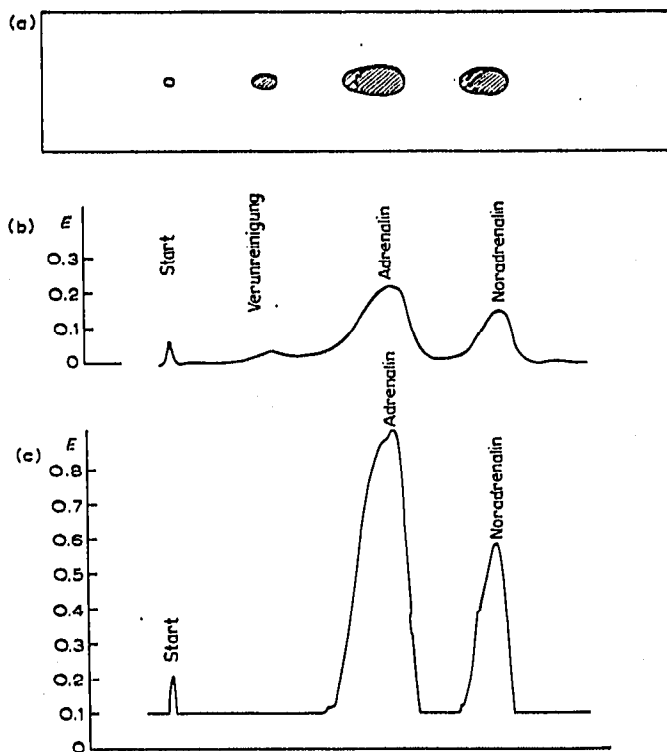 (a)
(b)
E
0.3
0.2
0.1
0
Start
Verunreinigung
Adrenalin
Noradrenalin
(c)
E
0.8
0.7
0.6
0.5
0.4
0.3
0.2
0.1
0
Start
Adrenalin
Noradrenalin